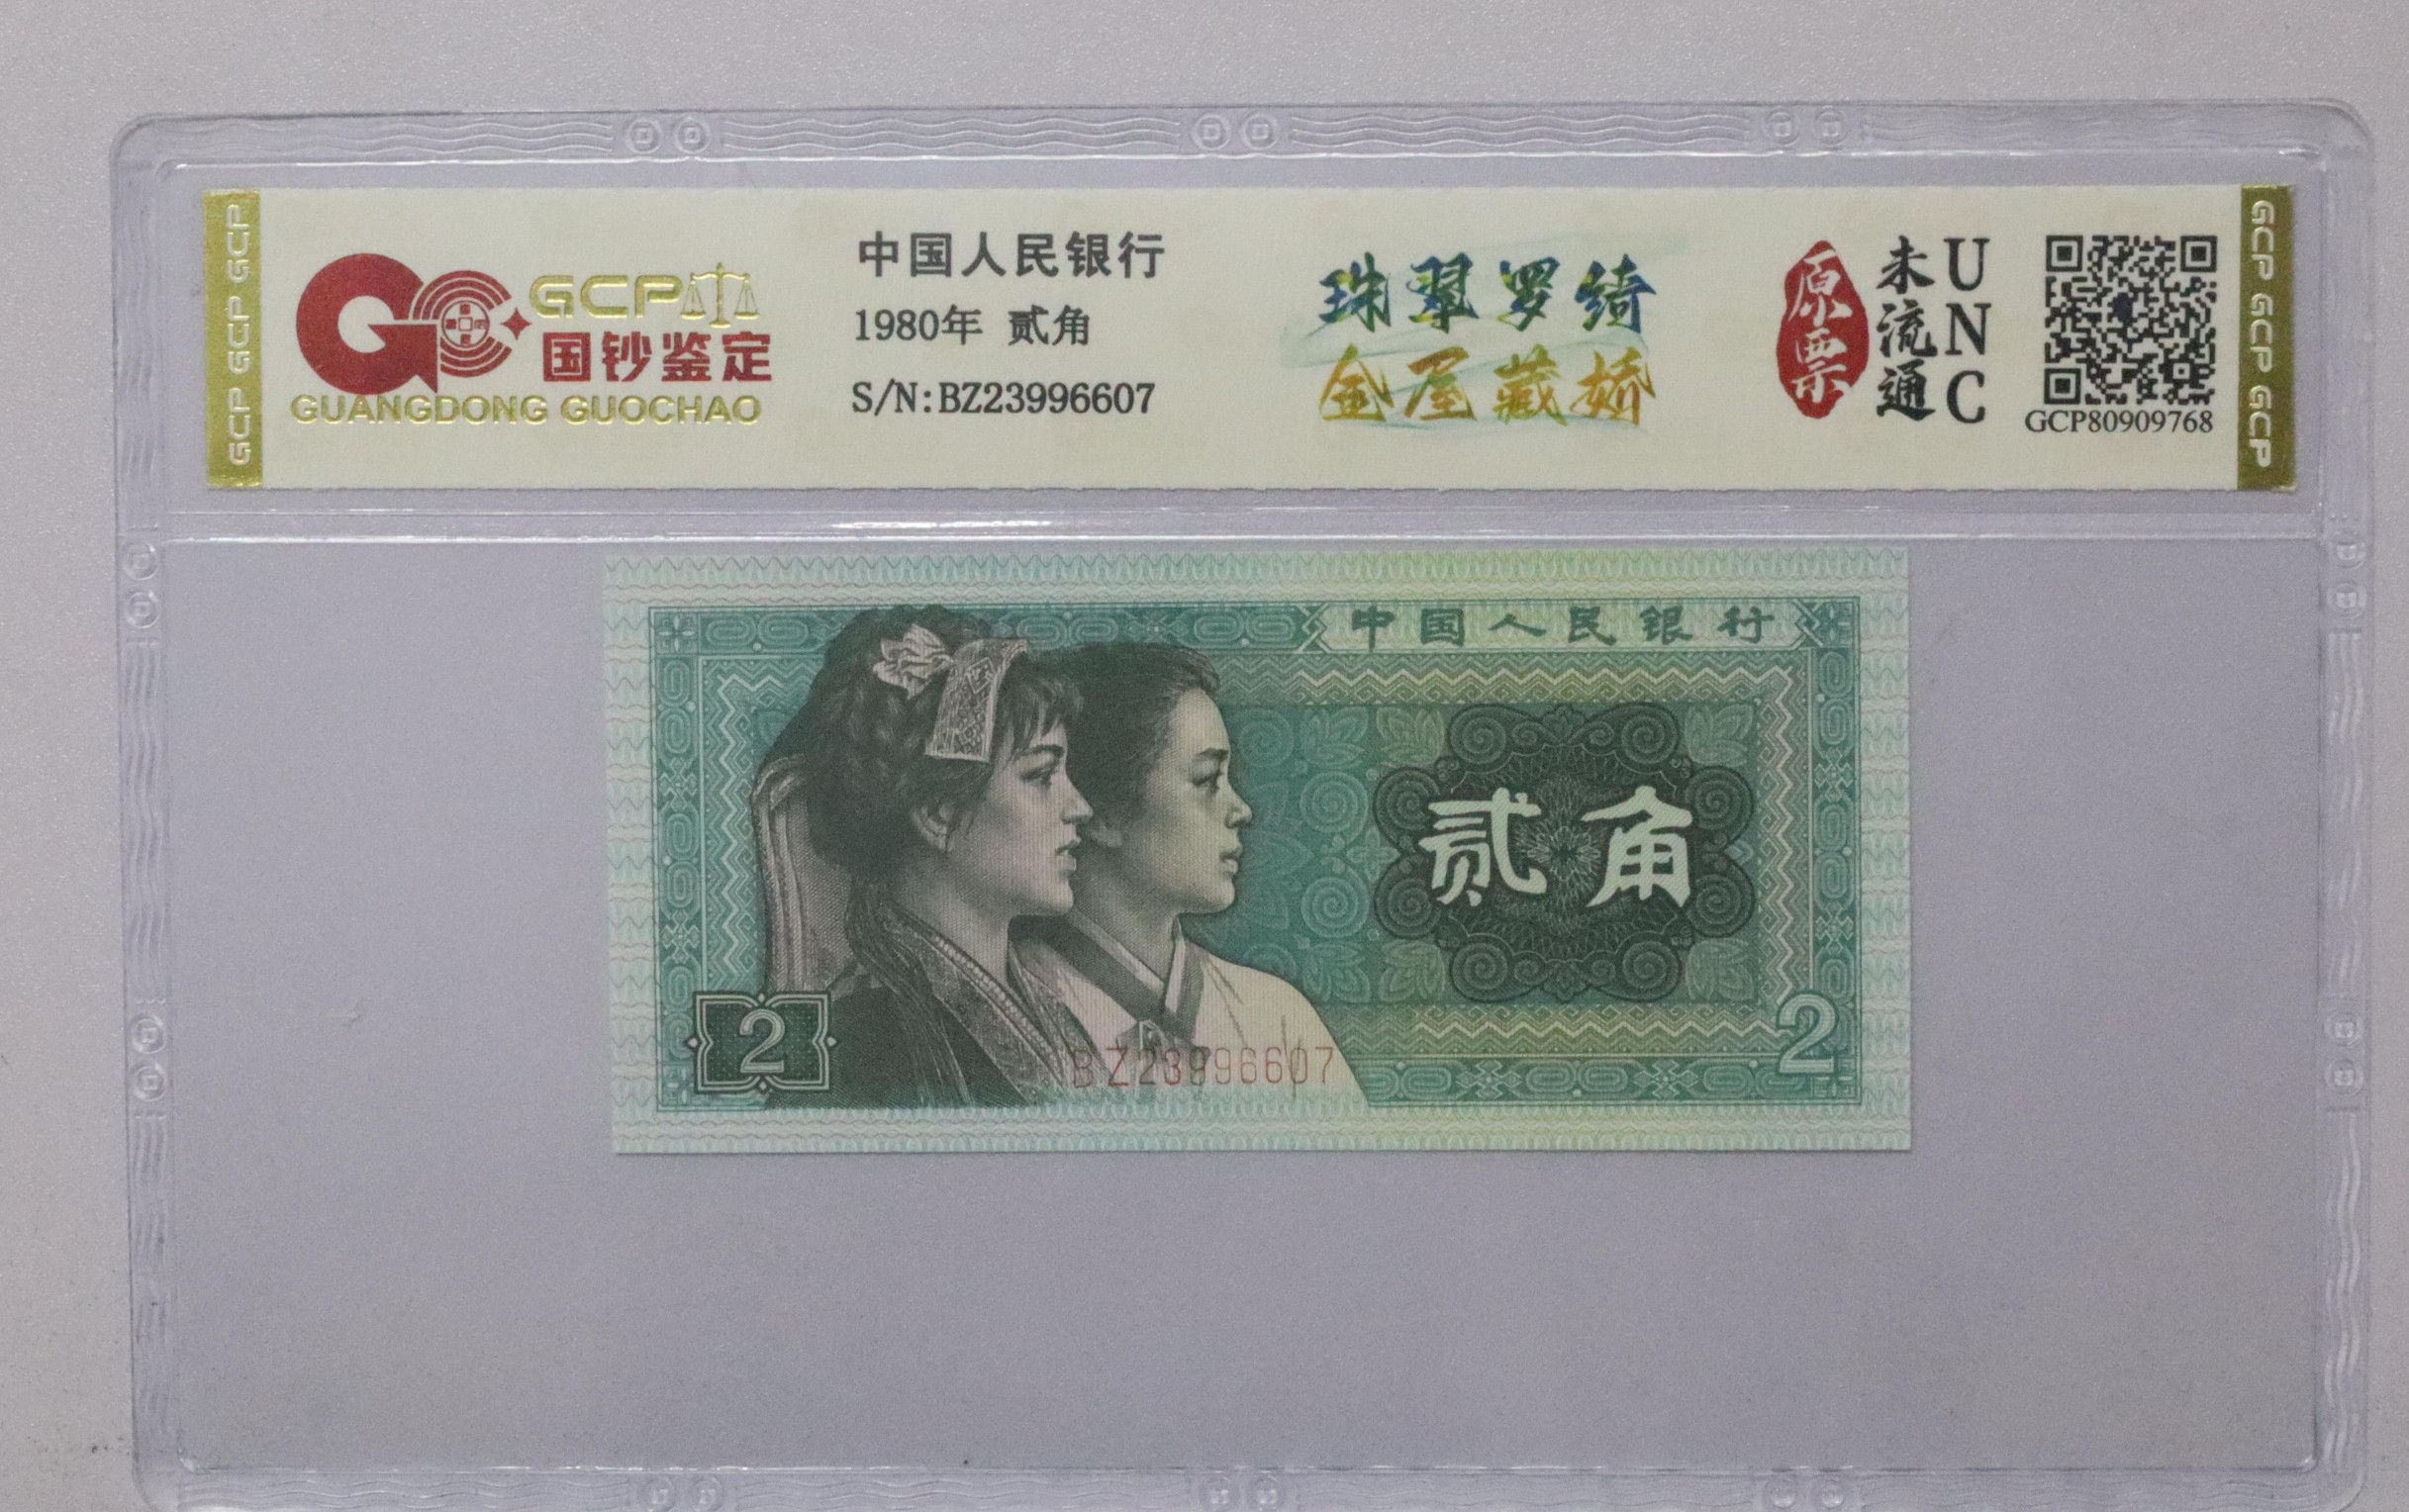 GCP GCP GCP GCP
GCP
国钞鉴定
GUANGDONG GUOCHAO
中国人民银行
1980年 贰角
S/N:BZ23996607
珠翠罗绮
金屋藏娇
原票
未流通
UNC
GCP80909768
GCP GCP GCP GCP
中国人民银行
贰角
2
BZ23996607
2